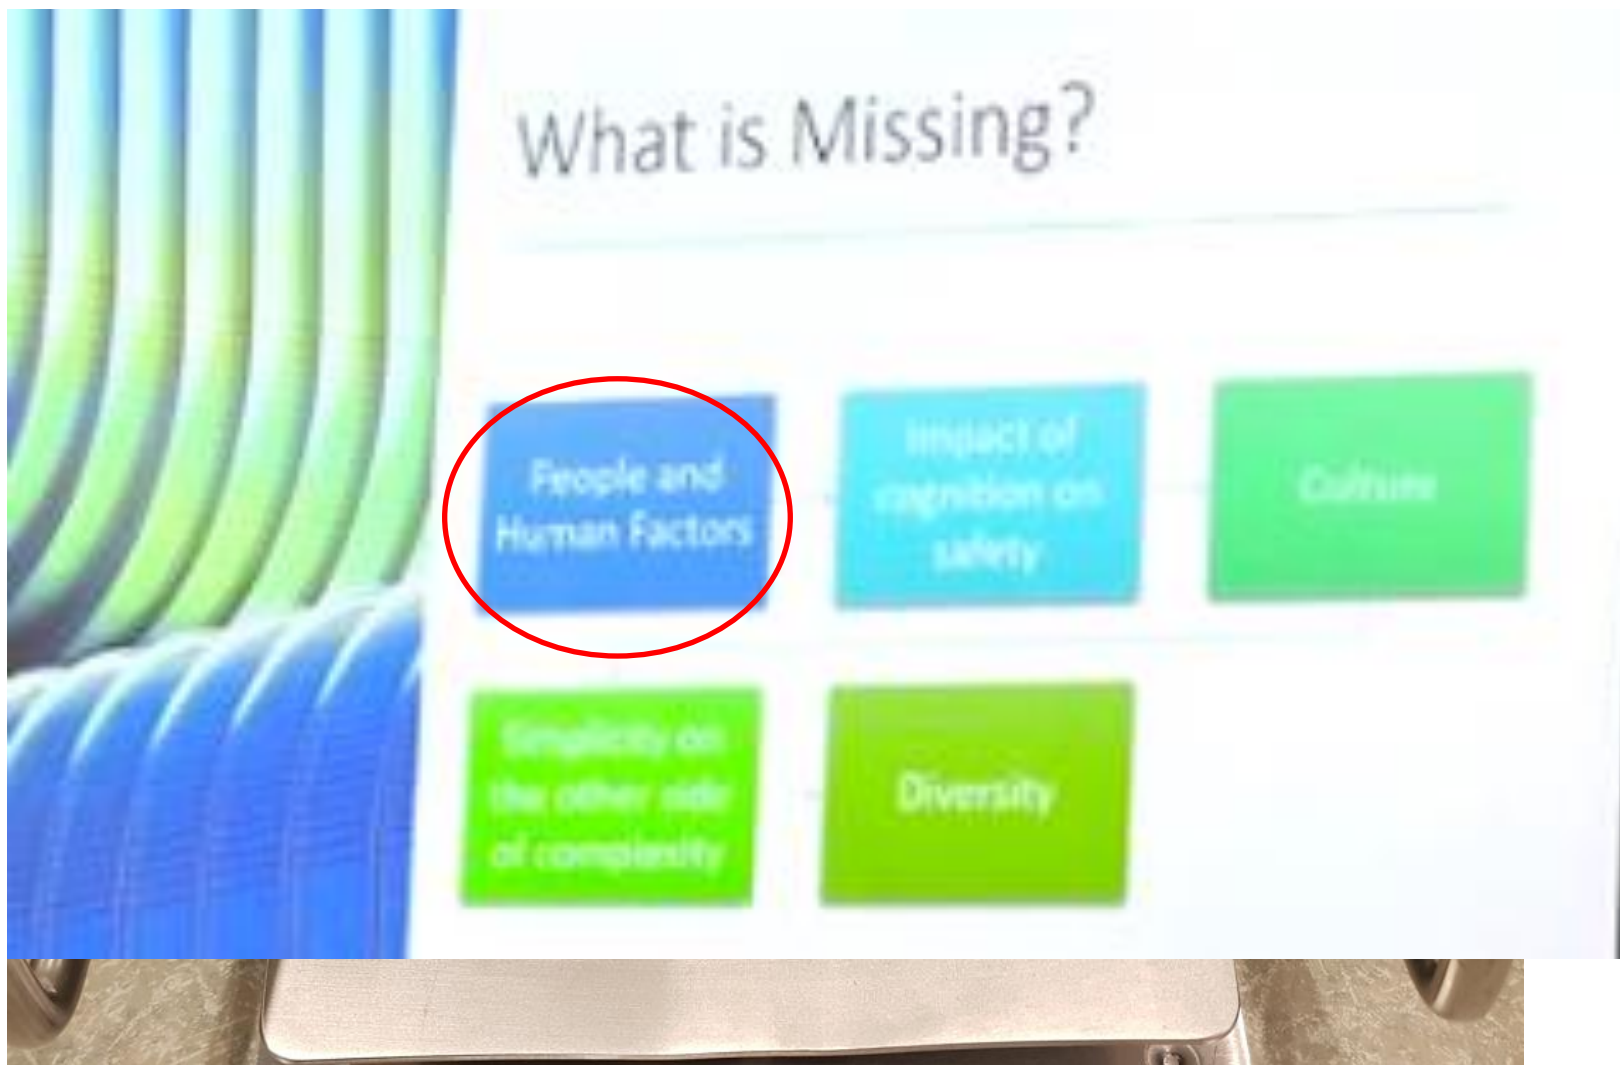 What is Missing?
People and
Human Factors
Impact of
cognition on
safety
Culture
Simplicity on
the other side
of complexity
Diversity